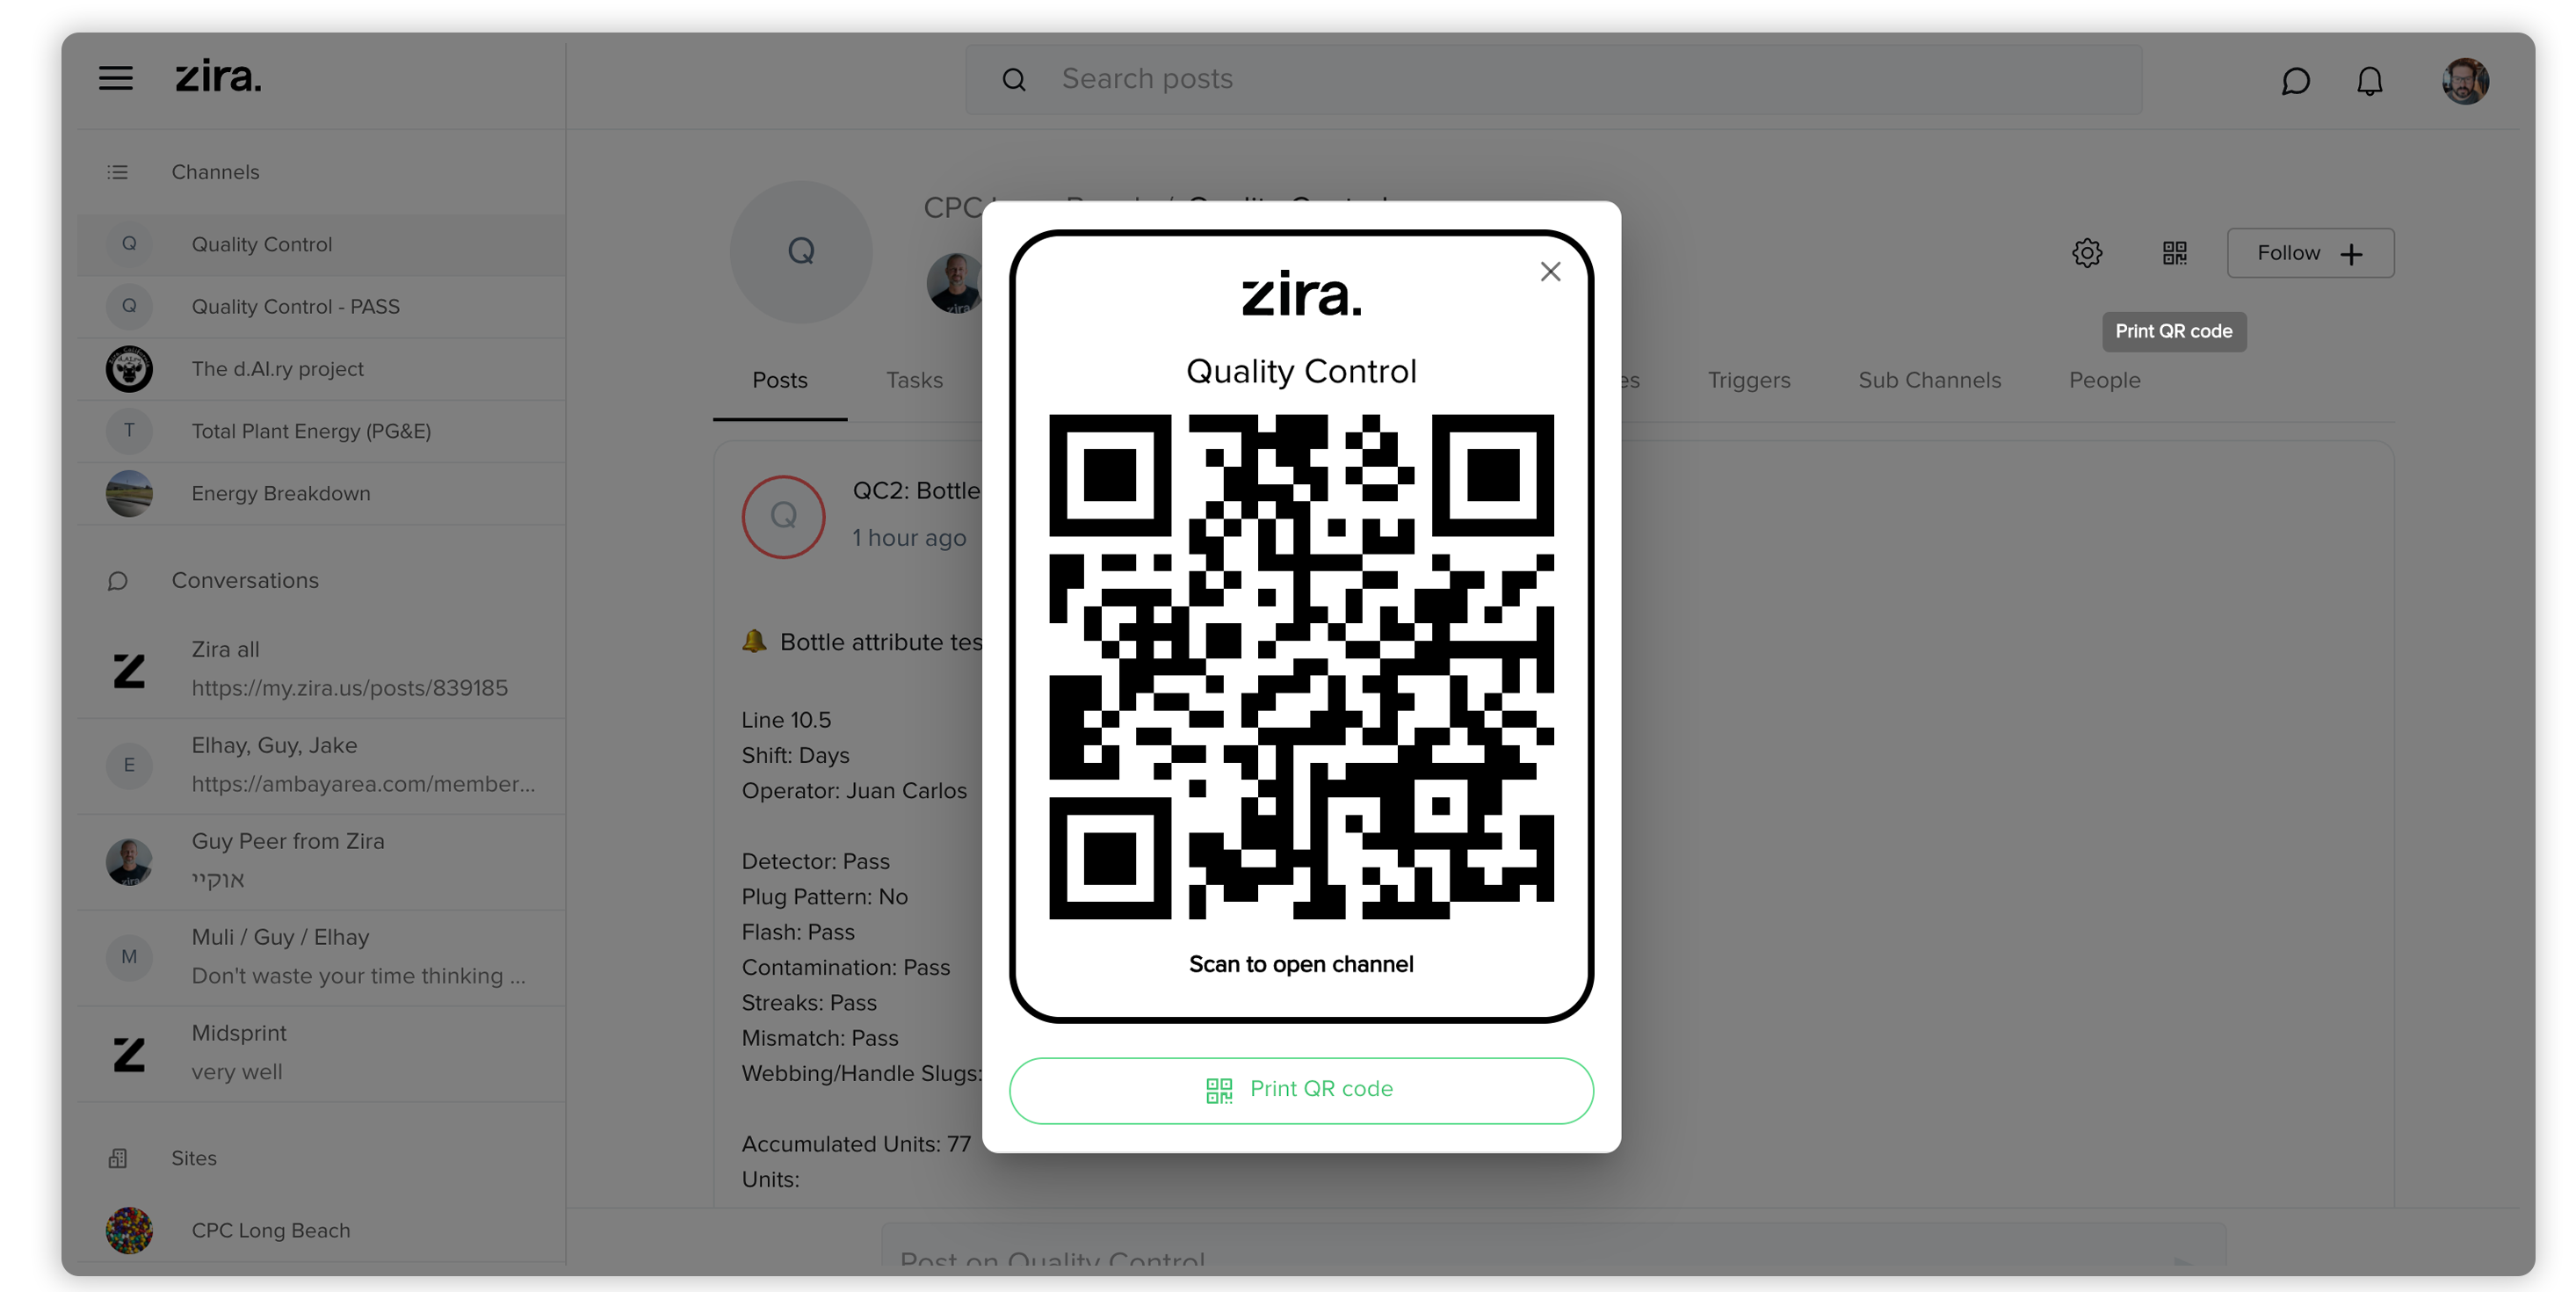 zira.
Search posts
Channels
Q
Quality Control
Q
Quality Control - PASS
The d.AI.ry project
T
Total Plant Energy (PG&E)
Energy Breakdown
Conversations
Zira all
https://my.zira.us/posts/839185
E
Elhay, Guy, Jake
https://ambayarea.com/member...
Guy Peer from Zira
אוקיי
M
Muli / Guy / Elhay
Don't waste your time thinking ...
Midsprint
very well
Sites
CPC Long Beach
Q
CPC
Follow
Print QR code
Posts
Tasks
Triggers
Sub Channels
People
Q
QC2: Bottle
1 hour ago
🔔 Bottle attribute tes
Line 10.5
Shift: Days
Operator: Juan Carlos
Detector: Pass
Plug Pattern: No
Flash: Pass
Contamination: Pass
Streaks: Pass
Mismatch: Pass
Webbing/Handle Slugs:
Accumulated Units: 77
Units:
Post on Quality Control
zira.
Quality Control
Scan to open channel
Print QR code